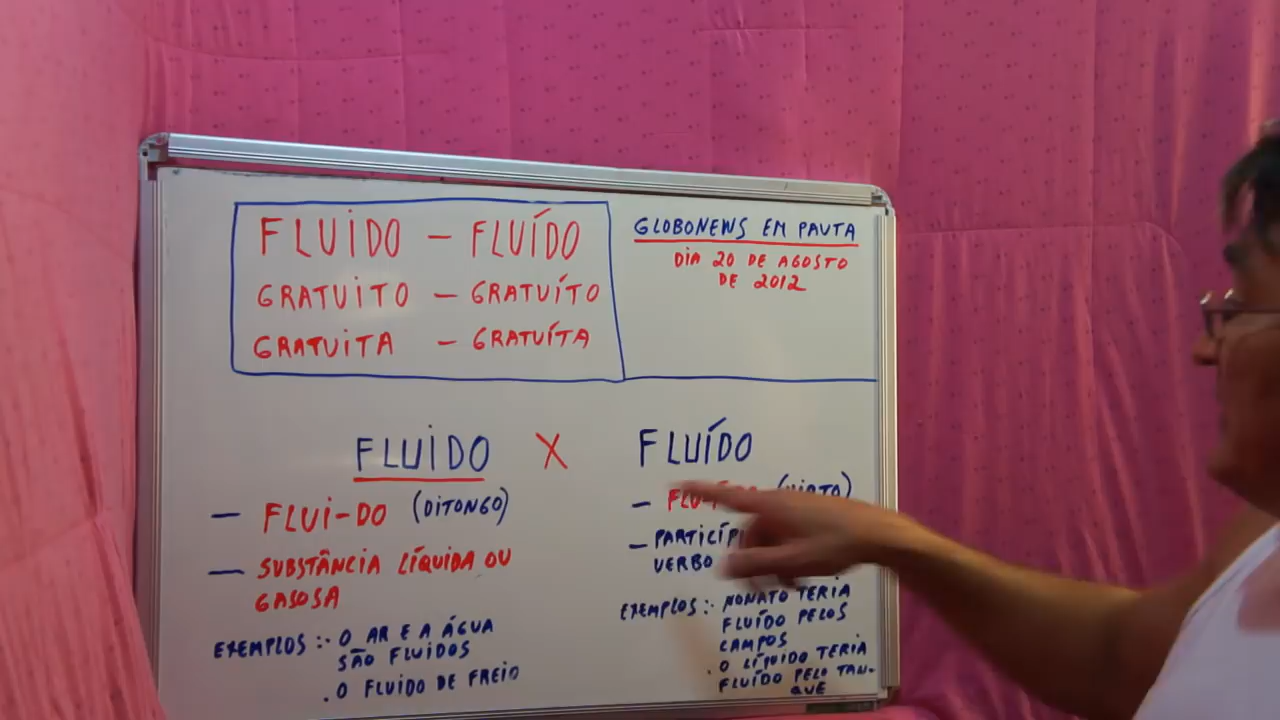 FLUIDO - FLUÍDO
GRATUITO - GRATUÍTO
GRATUITA - GRATUÍTA
GLOBONEWS EM PAUTA
DIA 20 DE AGOSTO
DE 2012
FLUIDO X FLUÍDO
- FLUI-DO (DITONGO)
- SUBSTÂNCIA LÍQUIDA OU
GASOSA
EXEMPLOS:. O AR E A ÁGUA
SÃO FLUIDOS
. O FLUIDO DE FREIO
-
-
VERBO
EXEMPLOS:. NONATO TERIA
FLUÍDO PELOS
CAMPOS
. O LÍQUIDO TERIA
FLUÍDO PELO TAN-
QUE